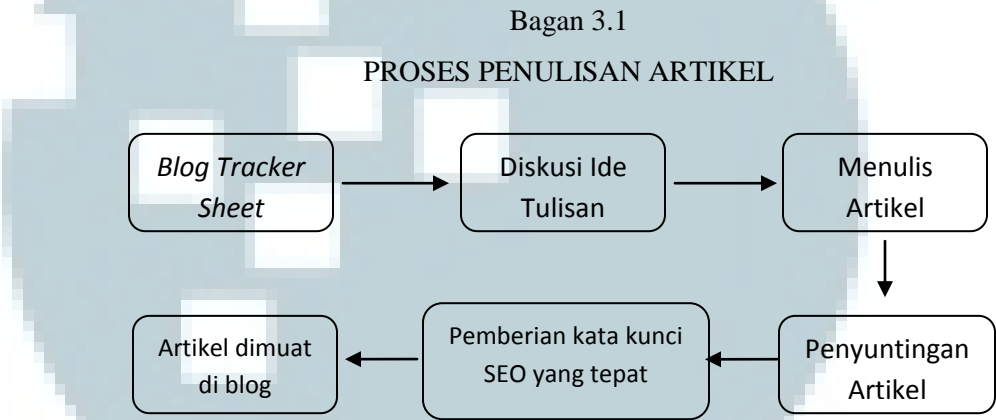 Bagan 3.1
PROSES PENULISAN ARTIKEL
Blog Tracker
Sheet
Diskusi Ide
Tulisan
Menulis
Artikel
Penyuntingan
Artikel
Pemberian kata kunci
SEO yang tepat
Artikel dimuat
di blog